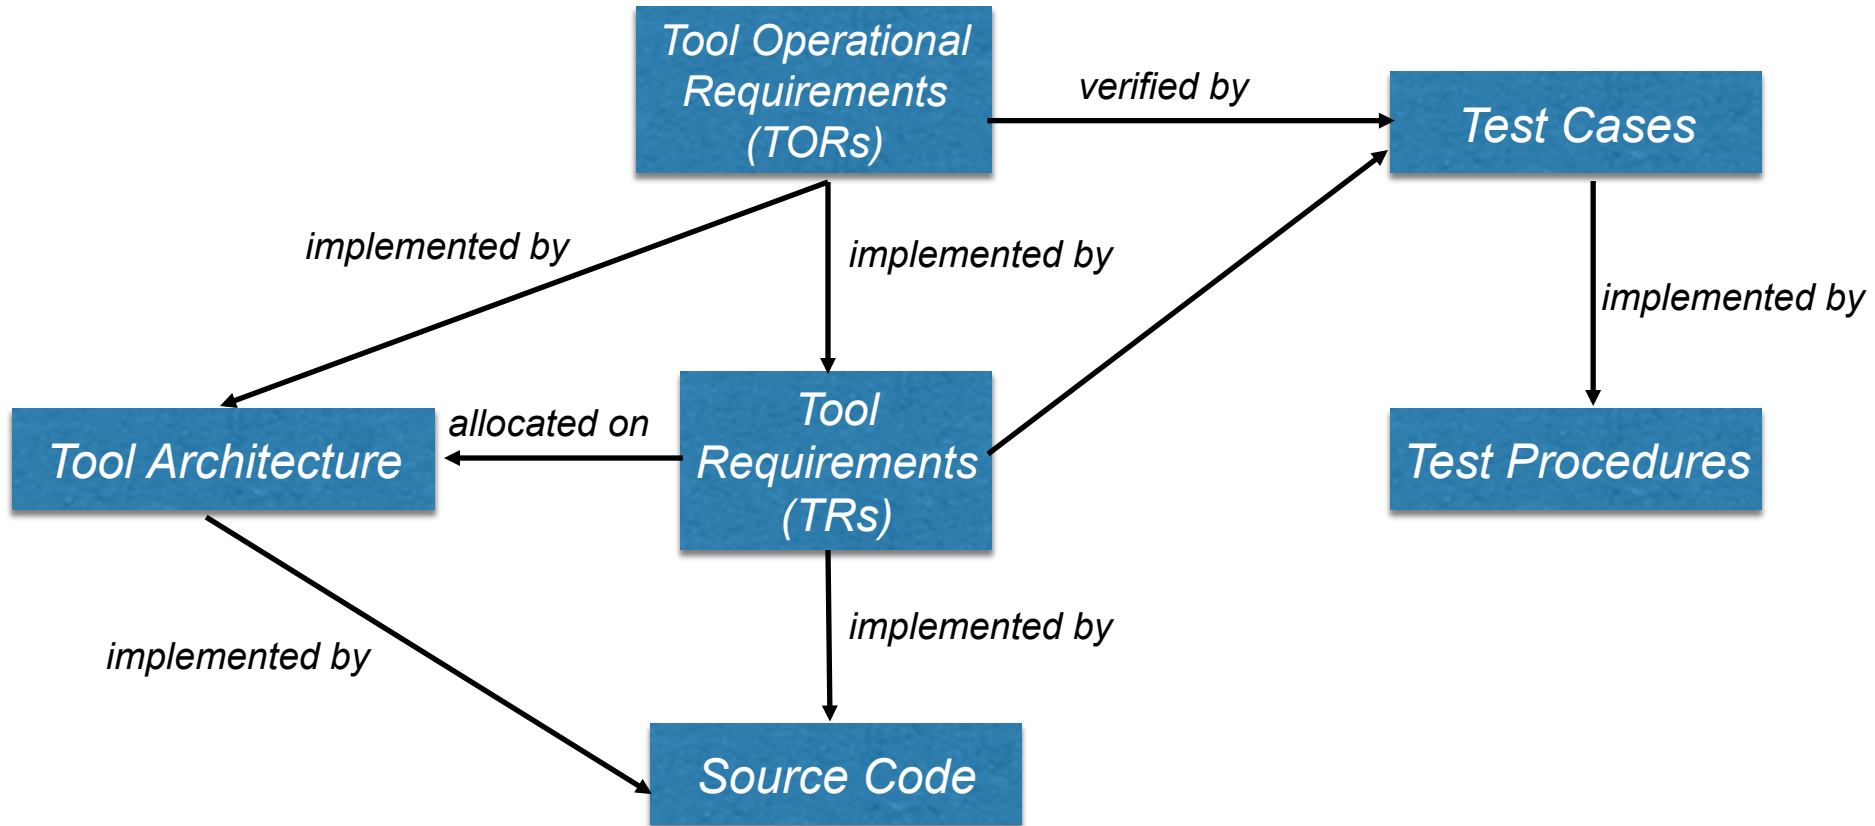 Tool Operational
Requirements
(TORs)
verified by
Test Cases
implemented by
implemented by
implemented by
Tool Architecture
allocated on
Tool
Requirements
(TRs)
Test Procedures
implemented by
implemented by
Source Code